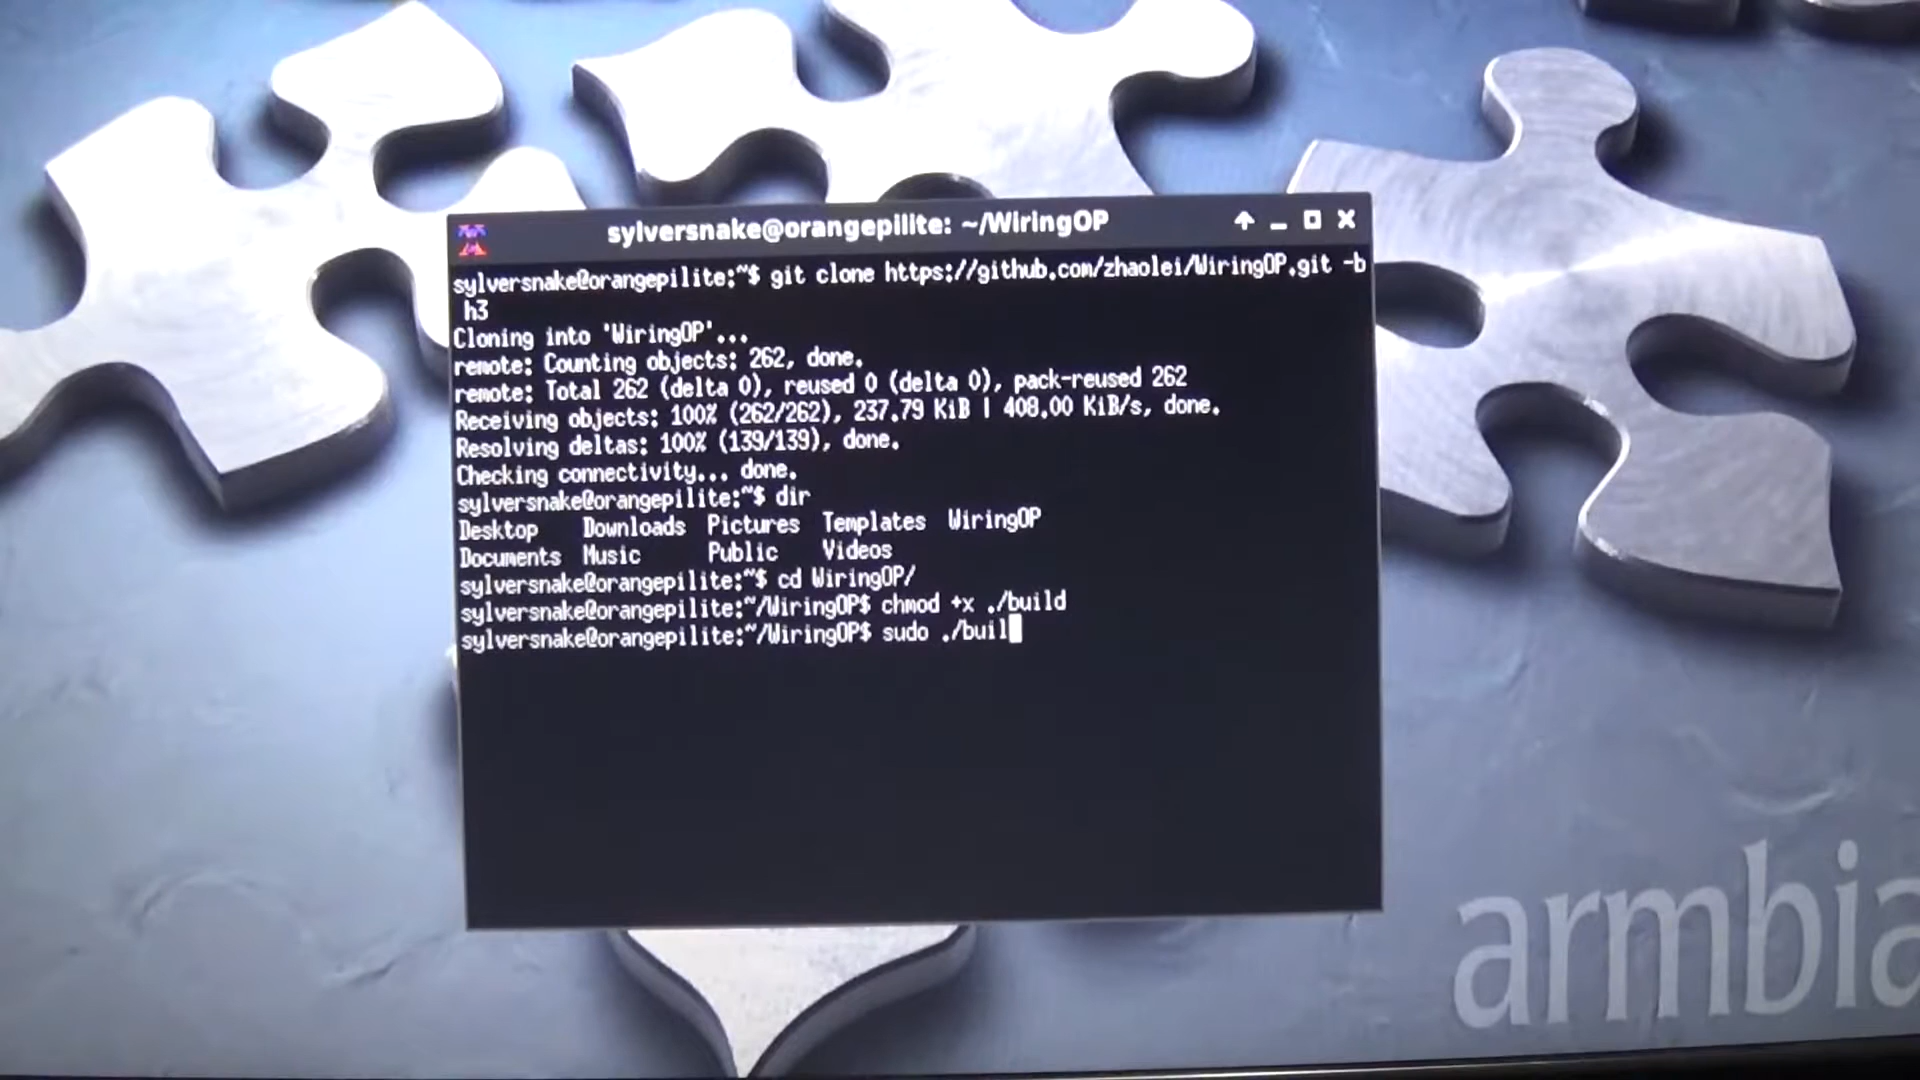 sylversnake@orangepilite: ~/WiringOP
sylversnake@orangepilite:~$ git clone https://github.com/zhaolei/WiringOP.git -b
h3
Cloning into 'WiringOP'...
remote: Counting objects: 262, done.
remote: Total 262 (delta 0), reused 0 (delta 0), pack-reused 262
Receiving objects: 100% (262/262), 237.79 KiB | 408.00 KiB/s, done.
Resolving deltas: 100% (139/139), done.
Checking connectivity... done.
sylversnake@orangepilite:~$ dir
Desktop Downloads Pictures Templates WiringOP
Documents Music Public Videos
sylversnake@orangepilite:~$ cd WiringOP/
sylversnake@orangepilite:~/WiringOP$ chmod +x ./build
sylversnake@orangepilite:~/WiringOP$ sudo ./buil
armbia